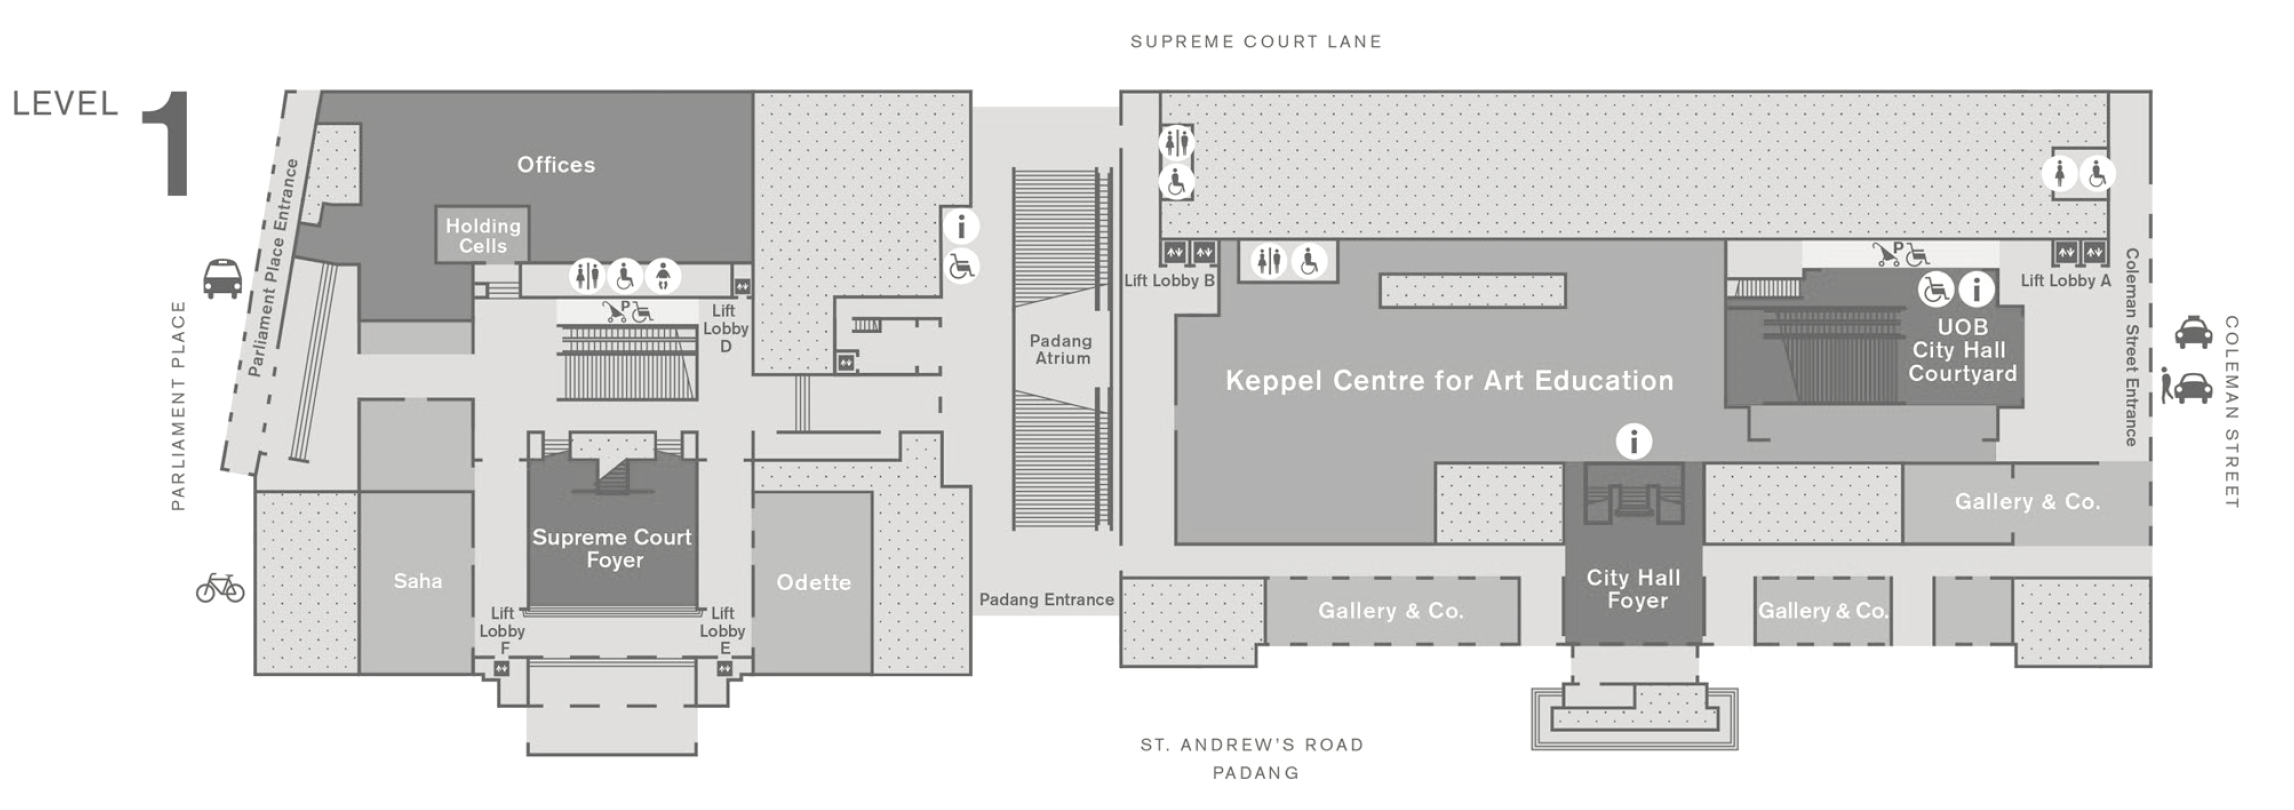 SUPREME COURT LANE
LEVEL 1
Offices
Holding
Cells
Parliament Place Entrance
PARLIAMENT PLACE
P
Lift
Lobby
D
Saha
Supreme Court
Foyer
Odette
Lift
Lobby
F
Lift
Lobby
E
i
Padang
Atrium
Padang Entrance
Lift Lobby B
Keppel Centre for Art Education
i
P
i
UOB
City Hall
Courtyard
Lift Lobby A
Coleman Street Entrance
COLEMAN STREET
Gallery & Co.
City Hall
Foyer
Gallery & Co.
Gallery & Co.
ST. ANDREW'S ROAD
PADANG